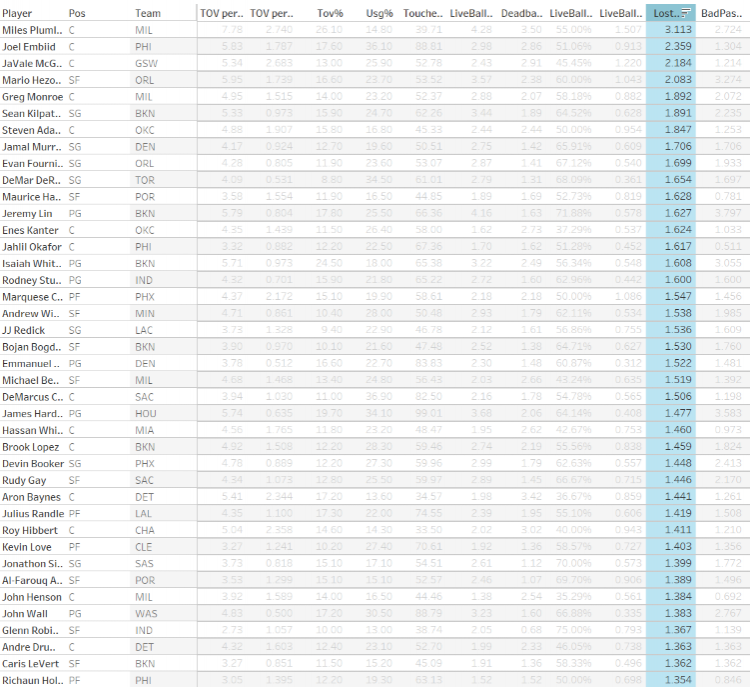 Player Pos Team TOV per.. TOV per.. Tov% Usg% Touche.. LiveBall.. Deadba.. LiveBall.. LiveBall.. Lost.. BadPas..
Miles Pluml.. C MIL 7.78 2.740 26.10 14.80 39.71 4.28 3.50 55.00% 1.507 3.113 2.724
Joel Embiid C PHI 5.83 1.787 17.60 36.10 88.81 2.98 2.86 51.06% 0.913 2.359 1.304
JaVale McG.. C GSW 5.34 2.683 13.00 25.90 52.78 2.43 2.91 45.45% 1.220 2.184 1.214
Mario Hezo.. SF ORL 5.95 1.739 16.60 23.70 53.52 3.57 2.38 60.00% 1.043 2.083 3.274
Greg Monroe C MIL 4.95 1.515 14.00 23.20 52.37 2.88 2.07 58.18% 0.882 1.892 2.072
Sean Kilpat.. SG BKN 5.33 0.973 15.90 24.70 65.26 3.44 1.89 64.52% 0.628 1.891 2.235
Steven Ada.. C OKC 4.88 1.907 15.80 16.80 45.33 2.44 2.44 50.00% 0.954 1.847 1.253
Jamal Murr.. SG DEN 4.17 0.924 12.70 19.60 50.51 2.75 1.42 65.91% 0.609 1.706 1.706
Evan Fourni.. SG ORL 4.28 0.805 11.90 23.60 53.07 2.87 1.41 67.12% 0.540 1.699 1.933
DeMar DeR.. SG TOR 4.09 0.531 8.80 34.50 61.01 2.79 1.31 68.09% 0.361 1.654 1.697
Maurice Ha.. SF POR 3.58 1.554 11.90 16.50 44.85 1.89 1.69 52.73% 0.819 1.628 0.781
Jeremy Lin PG BKN 5.79 0.804 17.80 25.50 66.36 4.16 1.63 71.88% 0.578 1.627 3.797
Enes Kanter C OKC 4.35 1.439 11.50 26.40 58.00 1.62 2.73 37.29% 0.537 1.624 1.033
Jahlil Okafor C PHI 3.32 0.882 12.20 22.50 66.36 1.70 1.62 51.28% 0.452 1.617 0.511
Isaiah Whit.. PG BKN 5.71 0.973 24.50 18.00 65.38 3.22 2.49 56.34% 0.548 1.608 3.055
Rodney Stu.. PG IND 4.32 0.701 15.90 21.80 65.22 2.72 1.60 62.96% 0.442 1.600 1.600
Marquese C.. PF PHX 4.37 2.172 15.10 19.90 58.61 2.18 2.18 50.00% 1.086 1.547 1.456
Andrew Wi.. SF MIN 4.71 0.861 10.40 28.00 50.48 2.93 1.79 62.11% 0.534 1.538 1.985
JJ Redick SG LAC 3.73 1.328 9.40 22.90 46.78 2.12 1.61 56.86% 0.755 1.536 1.609
Bojan Bogd.. SF BKN 3.90 0.970 10.10 21.60 47.48 2.52 1.38 64.71% 0.627 1.530 1.760
Emmanuel .. PG DEN 3.78 0.512 16.60 22.70 83.83 2.30 1.48 60.87% 0.312 1.522 1.481
Michael Be.. SF MIL 4.68 1.468 13.40 24.80 56.43 2.03 2.66 43.24% 0.635 1.519 1.392
DeMarcus C.. C SAC 3.94 1.030 11.00 36.90 82.50 2.16 1.78 54.78% 0.565 1.506 1.198
James Hard.. PG HOU 5.74 0.635 19.70 34.10 99.01 3.68 2.06 64.14% 0.408 1.477 3.583
Hassan Whi.. C MIA 4.56 1.765 11.80 23.20 48.47 1.95 2.62 42.67% 0.753 1.460 0.973
Brook Lopez C BKN 4.92 1.508 12.20 28.30 59.46 2.74 2.19 55.56% 0.838 1.459 1.824
Devin Booker SG PHX 4.78 0.889 12.20 27.30 56.96 2.99 1.79 62.63% 0.557 1.448 2.413
Rudy Gay SF SAC 4.34 1.073 12.80 25.50 59.97 2.89 1.45 66.67% 0.715 1.446 2.170
Aron Baynes C DET 5.41 2.344 17.20 13.60 34.57 1.98 3.42 36.67% 0.859 1.441 1.261
Julius Randle PF LAL 4.35 1.100 17.30 22.00 74.55 2.39 1.95 55.10% 0.606 1.419 1.508
Roy Hibbert C CHA 5.04 2.358 14.60 14.30 33.54 2.02 3.02 40.00% 0.943 1.411 1.210
Kevin Love PF CLE 3.27 1.241 10.20 27.40 70.61 1.92 1.36 58.57% 0.727 1.403 1.356
Jonathon Si.. SG SAS 3.73 0.818 15.10 17.10 54.51 2.61 1.12 70.00% 0.573 1.399 1.772
Al-Farouq A.. SF POR 3.53 1.299 15.10 15.10 52.57 2.46 1.07 69.70% 0.906 1.389 1.496
John Henson C MIL 3.92 1.589 14.00 16.50 44.46 1.38 2.54 35.29% 0.561 1.384 0.692
John Wall PG WAS 4.83 0.500 17.20 30.50 88.79 3.23 1.60 66.88% 0.335 1.383 2.767
Glenn Robi.. SF IND 2.73 1.057 10.00 13.00 38.74 2.05 0.68 75.00% 0.793 1.367 1.139
Andre Dru.. C DET 4.32 1.603 12.40 23.10 52.70 1.99 2.33 46.05% 0.738 1.363 1.363
Caris LeVert SF BKN 3.27 0.851 11.50 15.20 45.09 1.91 1.36 58.33% 0.496 1.362 1.362
Richaun Hol.. PF PHI 3.05 1.395 12.20 19.30 63.13 1.52 1.52 50.00% 0.698 1.354 0.846